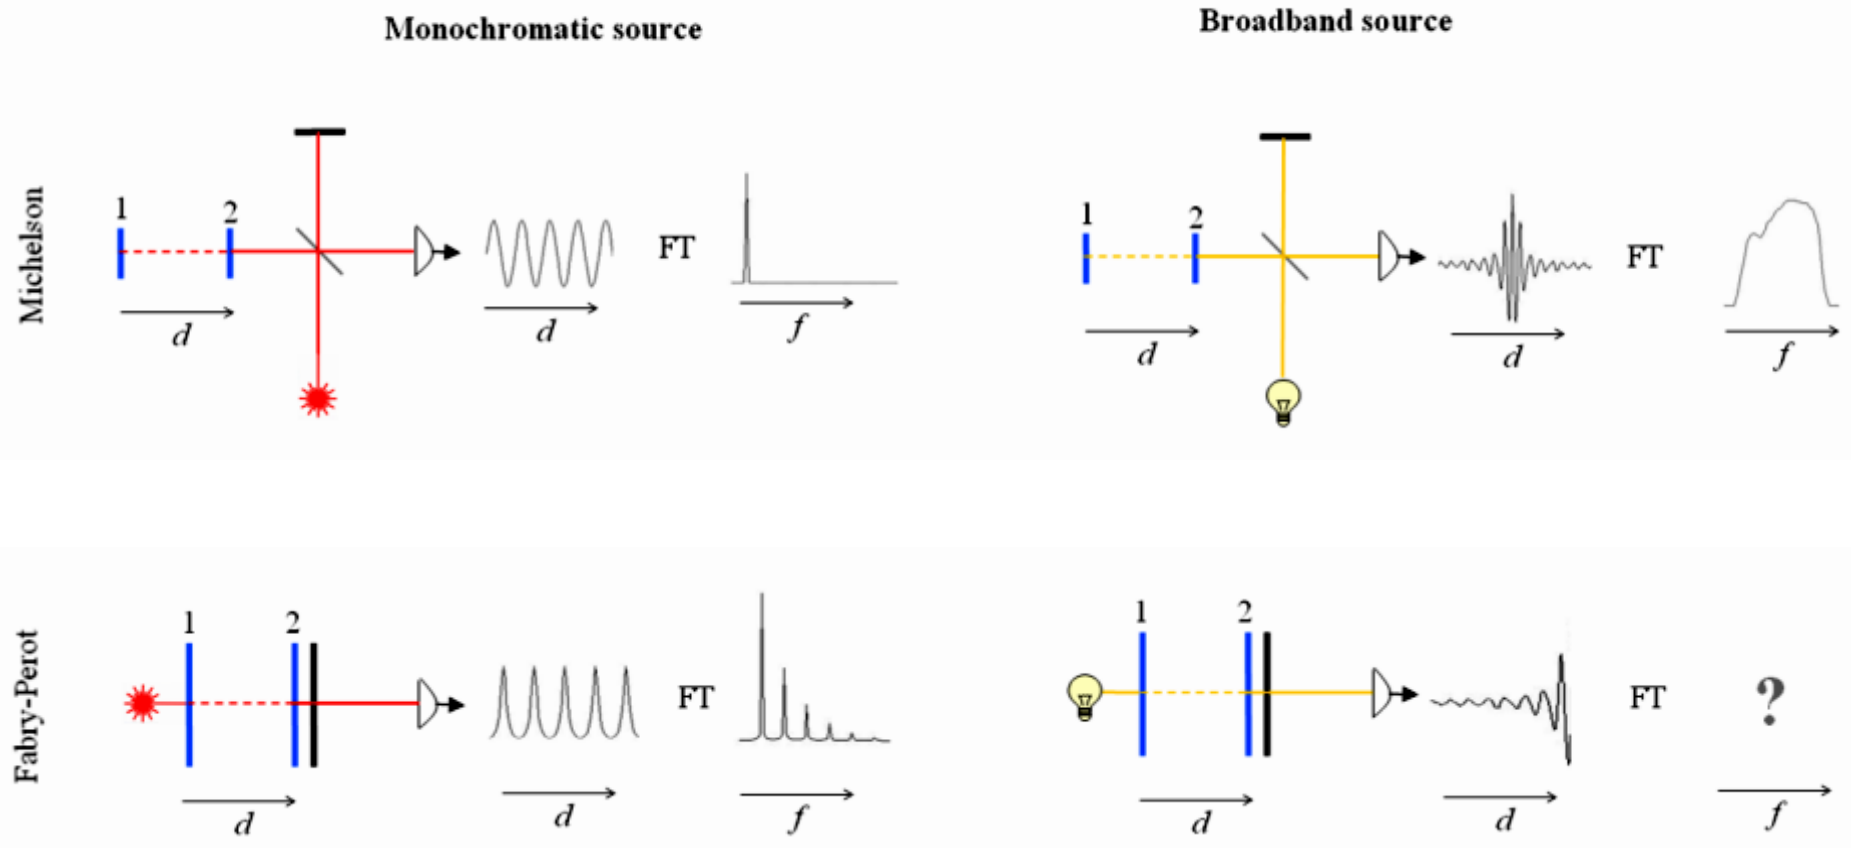 Monochromatic source
Broadband source
Michelson
1
2
d
d
FT
f
1
2
d
d
FT
f
Fabry-Perot
1
2
d
d
FT
f
1
2
d
d
FT
?
f